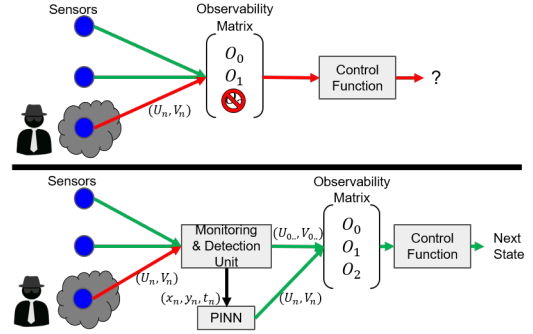 Sensors
Observability
Matrix
O₀
O₁
(Uₙ, Vₙ)
Control
Function
?
Sensors
Observability
Matrix
Monitoring
& Detection
Unit
(U₀.., V₀..)
O₀
O₁
O₂
Control
Function
Next
State
(Uₙ, Vₙ)
(xₙ, yₙ, tₙ)
(Uₙ, Vₙ)
PINN